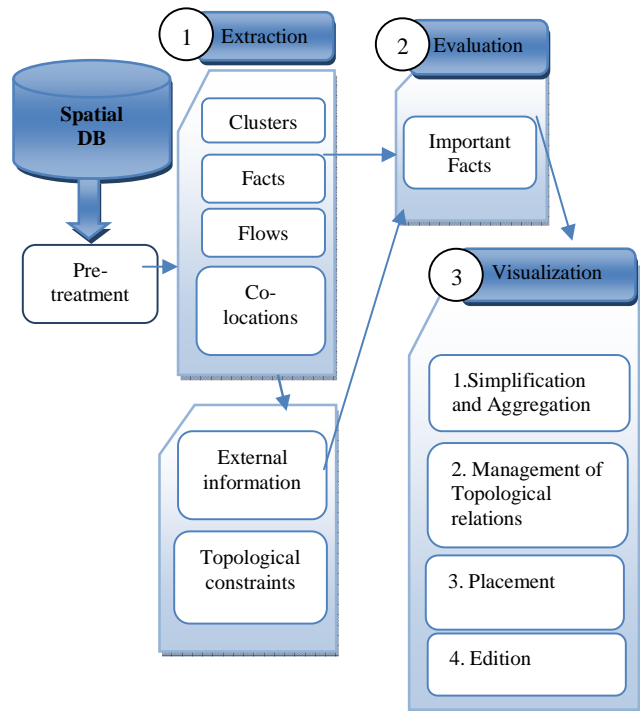 1
Extraction
2
Evaluation
Spatial
DB
Clusters
Facts
Flows
Co-
locations
Important
Facts
Pre-
treatment
3
Visualization
1.Simplification
and Aggregation
2. Management of
Topological
relations
3. Placement
4. Edition
External
information
Topological
constraints